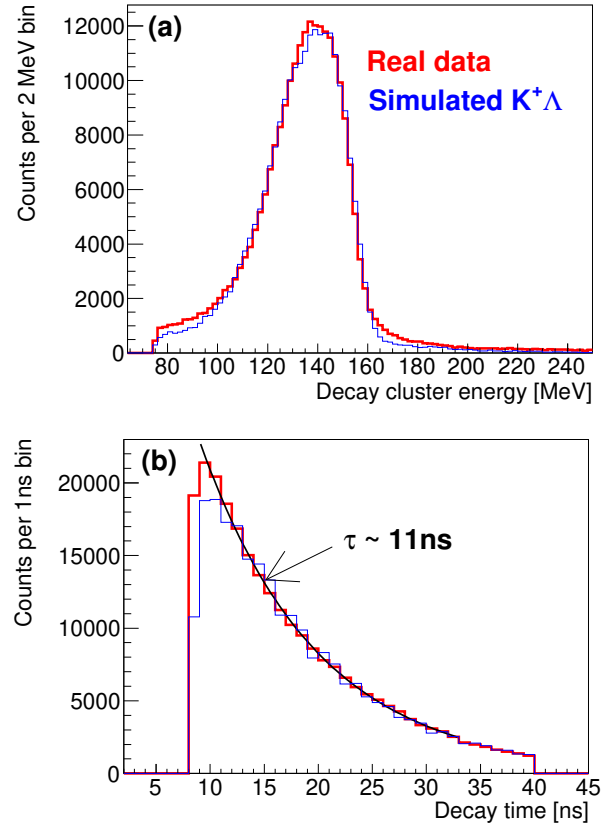 (a)
Real data
Simulated K⁺Λ
Counts per 2 MeV bin
12000
10000
8000
6000
4000
2000
0
80 100 120 140 160 180 200 220 240
Decay cluster energy [MeV]
(b)
τ ~ 11ns
Counts per 1ns bin
20000
15000
10000
5000
0
5 10 15 20 25 30 35 40 45
Decay time [ns]